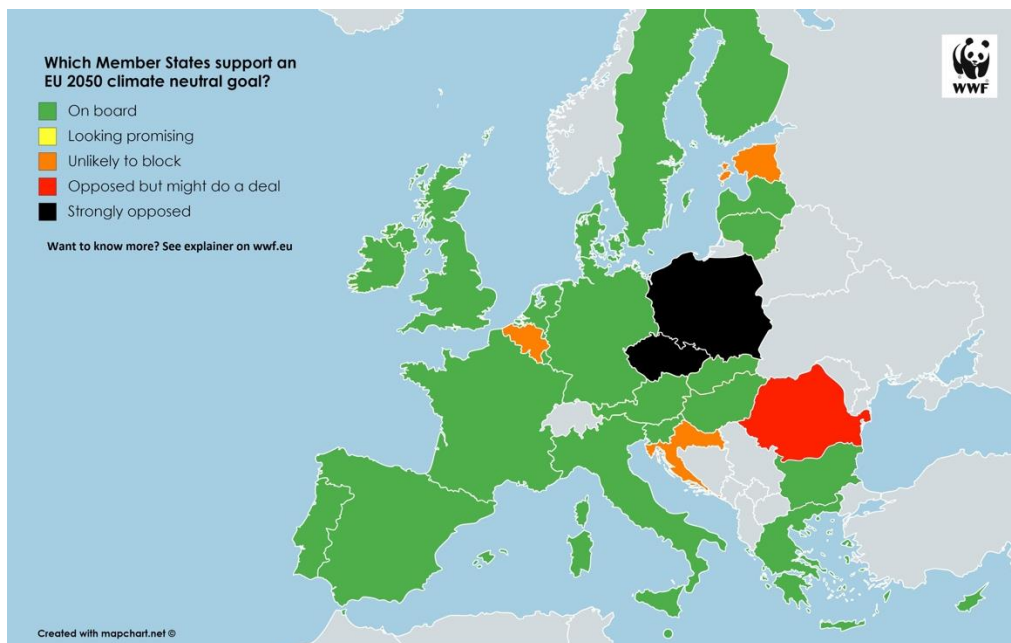 Which Member States support an
EU 2050 climate neutral goal?
On board
Looking promising
Unlikely to block
Opposed but might do a deal
Strongly opposed
Want to know more? See explainer on wwf.eu
WWF
Created with mapchart.net ©